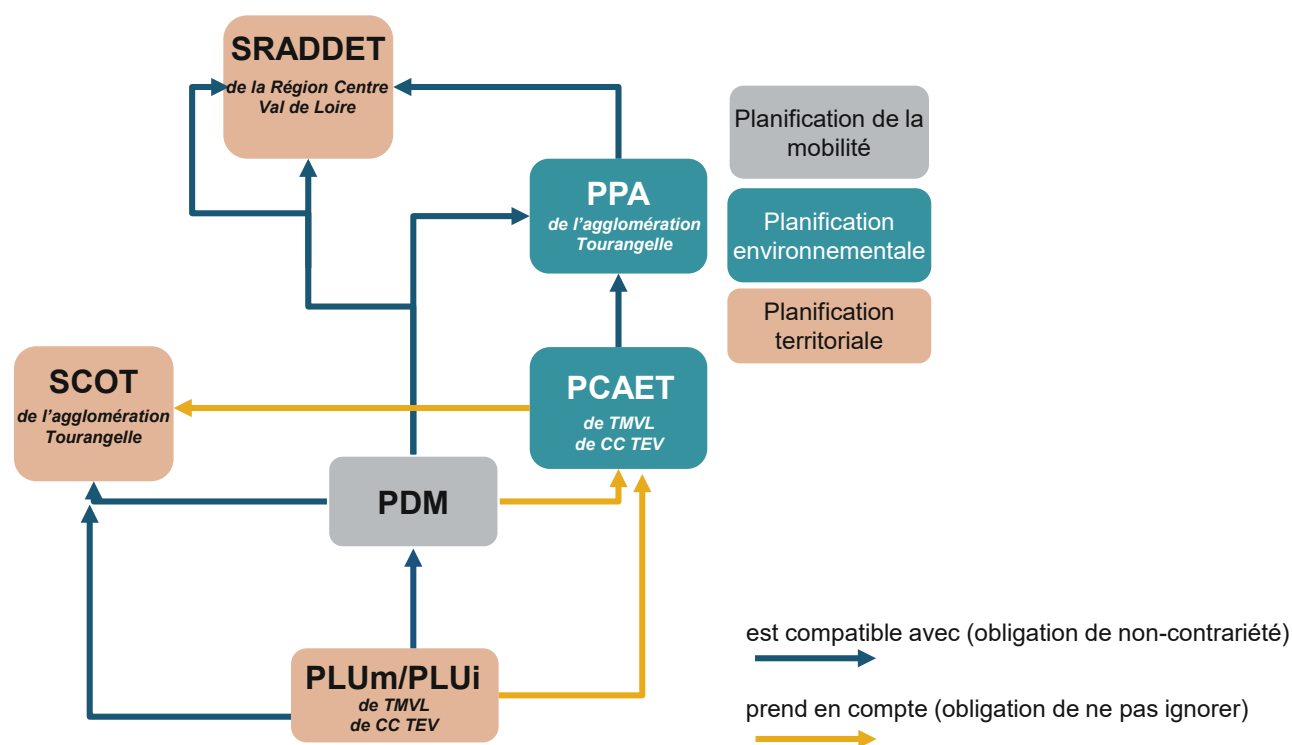 SRADDET
de la Région Centre
Val de Loire
Planification de la
mobilité
PPA
de l’agglomération
Tourangelle
Planification
environnementale
Planification
territoriale
SCOT
de l’agglomération
Tourangelle
PCAET
de TMVL
de CC TEV
PDM
PLUm/PLUi
de TMVL
de CC TEV
est compatible avec (obligation de non-contrariété)
prend en compte (obligation de ne pas ignorer)